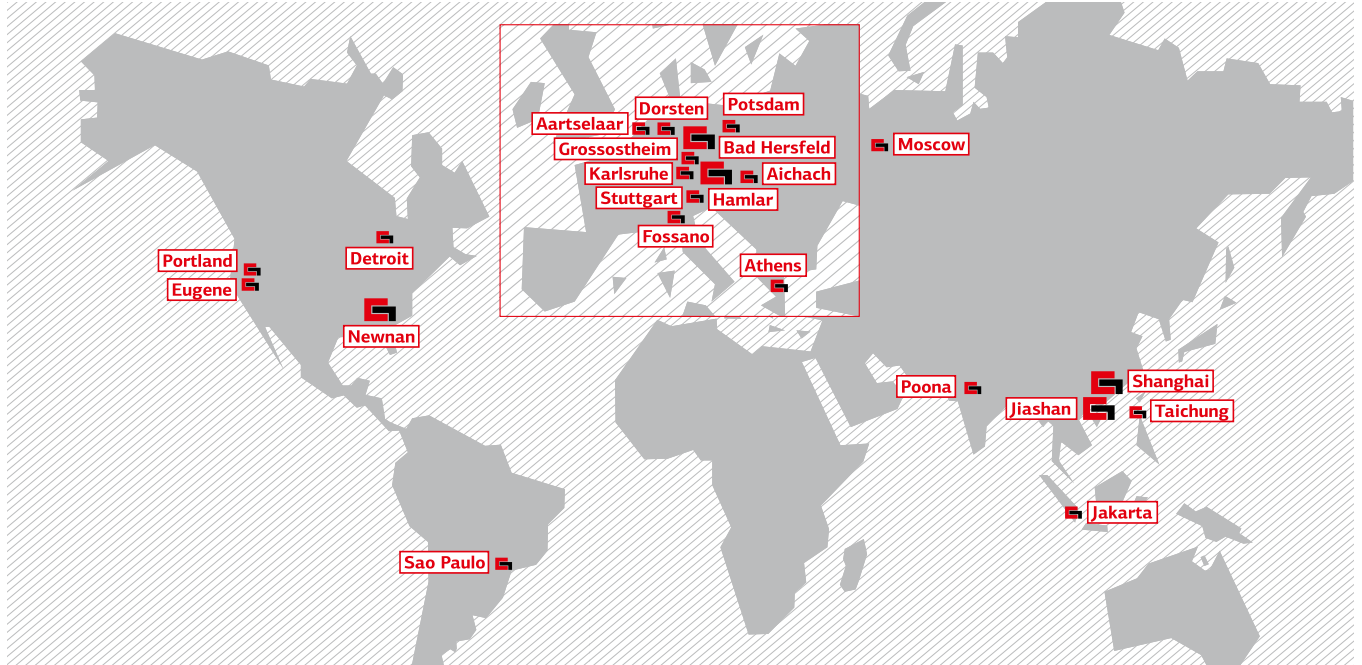 Dorsten
Potsdam
Aartselaar
Grossostheim
Bad Hersfeld
Moscow
Karlsruhe
Aichach
Stuttgart
Hamlar
Fossano
Portland
Detroit
Athens
Eugene
Newnan
Poona
Shanghai
Jiashan
Taichung
Jakarta
Sao Paulo